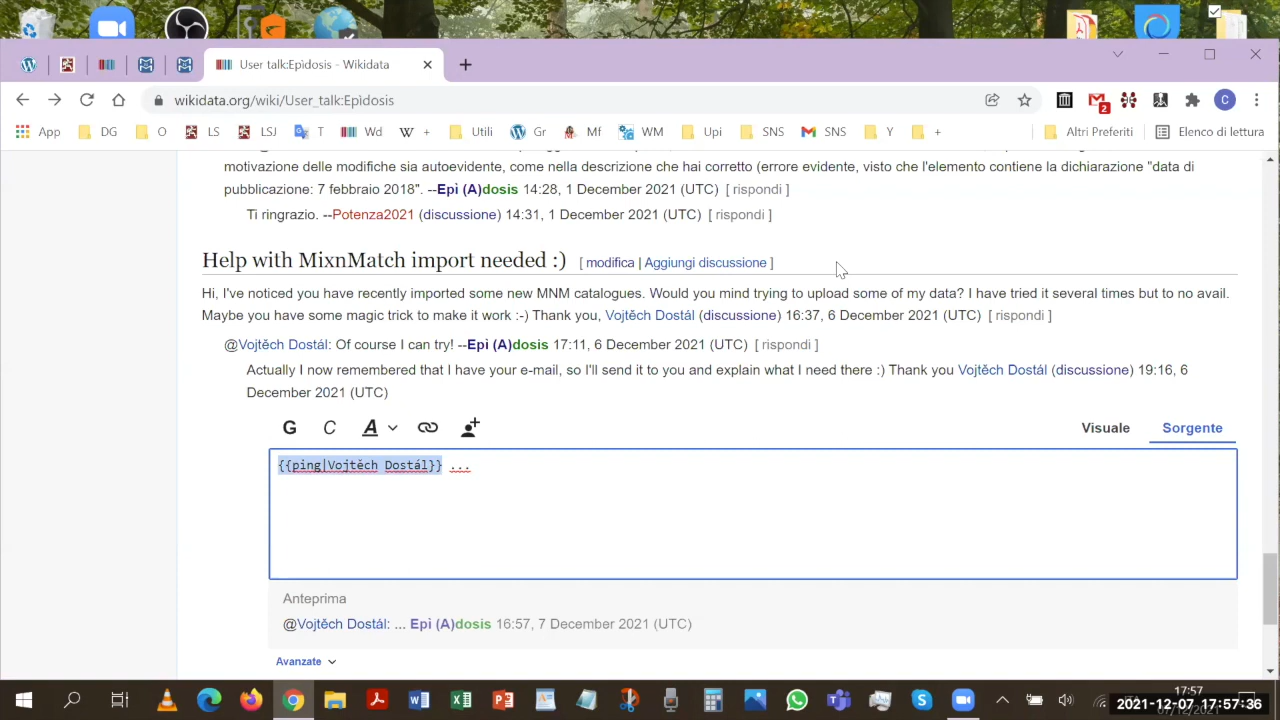 User talk:Epìdosis - Wikidata
wikidata.org/wiki/User_talk:Epìdosis
2
C
App DG O LS LSJ T Wd + Utili Gr Mf WM Upi SNS SNS Y + Altri Preferiti Elenco di lettura
motivazione delle modifiche sia autoevidente, come nella descrizione che hai corretto (errore evidente, visto che l'elemento contiene la dichiarazione "data di
pubblicazione: 7 febbraio 2018". --Epì (A)dosis 14:28, 1 December 2021 (UTC) [ rispondi ]
Ti ringrazio. --Potenza2021 (discussione) 14:31, 1 December 2021 (UTC) [ rispondi ]
Help with MixnMatch import needed :) [ modifica | Aggiungi discussione ]
Hi, I've noticed you have recently imported some new MNM catalogues. Would you mind trying to upload some of my data? I have tried it several times but to no avail.
Maybe you have some magic trick to make it work :-) Thank you, Vojtěch Dostál (discussione) 16:37, 6 December 2021 (UTC) [ rispondi ]
@Vojtěch Dostál: Of course I can try! --Epì (A)dosis 17:11, 6 December 2021 (UTC) [ rispondi ]
Actually I now remembered that I have your e-mail, so I'll send it to you and explain what I need there :) Thank you Vojtěch Dostál (discussione) 19:16, 6
December 2021 (UTC)
G C A Visuale Sorgente
{{ping|Vojtěch Dostál}} ...
Anteprima
@Vojtěch Dostál: ... Epì (A)dosis 16:57, 7 December 2021 (UTC)
Avanzate
17:57
2021-12-07 17:57:36